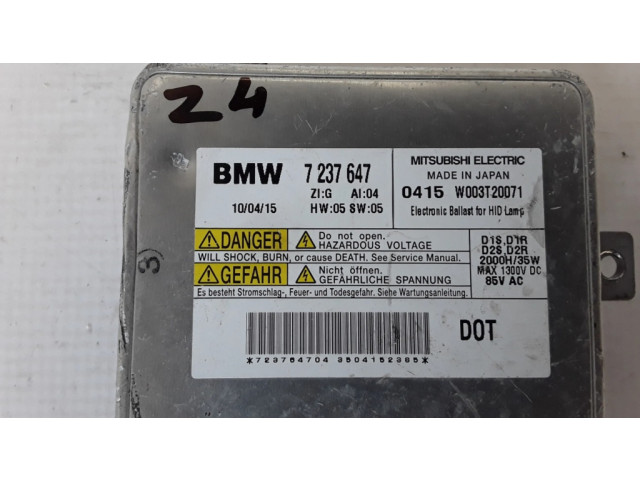 Z4
BMW 7 237 647
ZI:G AI:04
10/04/15 HW:05 SW:05
MITSUBISHI ELECTRIC
MADE IN JAPAN
0415 W003T20071
Electronic Ballast for HID Lamp
DANGER Do not open.
HAZARDOUS VOLTAGE
WILL SHOCK, BURN, or cause DEATH. See Service Manual.
GEFAHR Nicht öffnen.
GEFÄHRLICHE SPANNUNG
Es besteht Stromschlag-, Feuer- und Todesgefahr. Siehe Wartungsanleitung.
D1S,D1R
D2S,D2R
2000H/35W
MAX 1300V DC
85V AC
3
*723764704 3504152385*
DOT